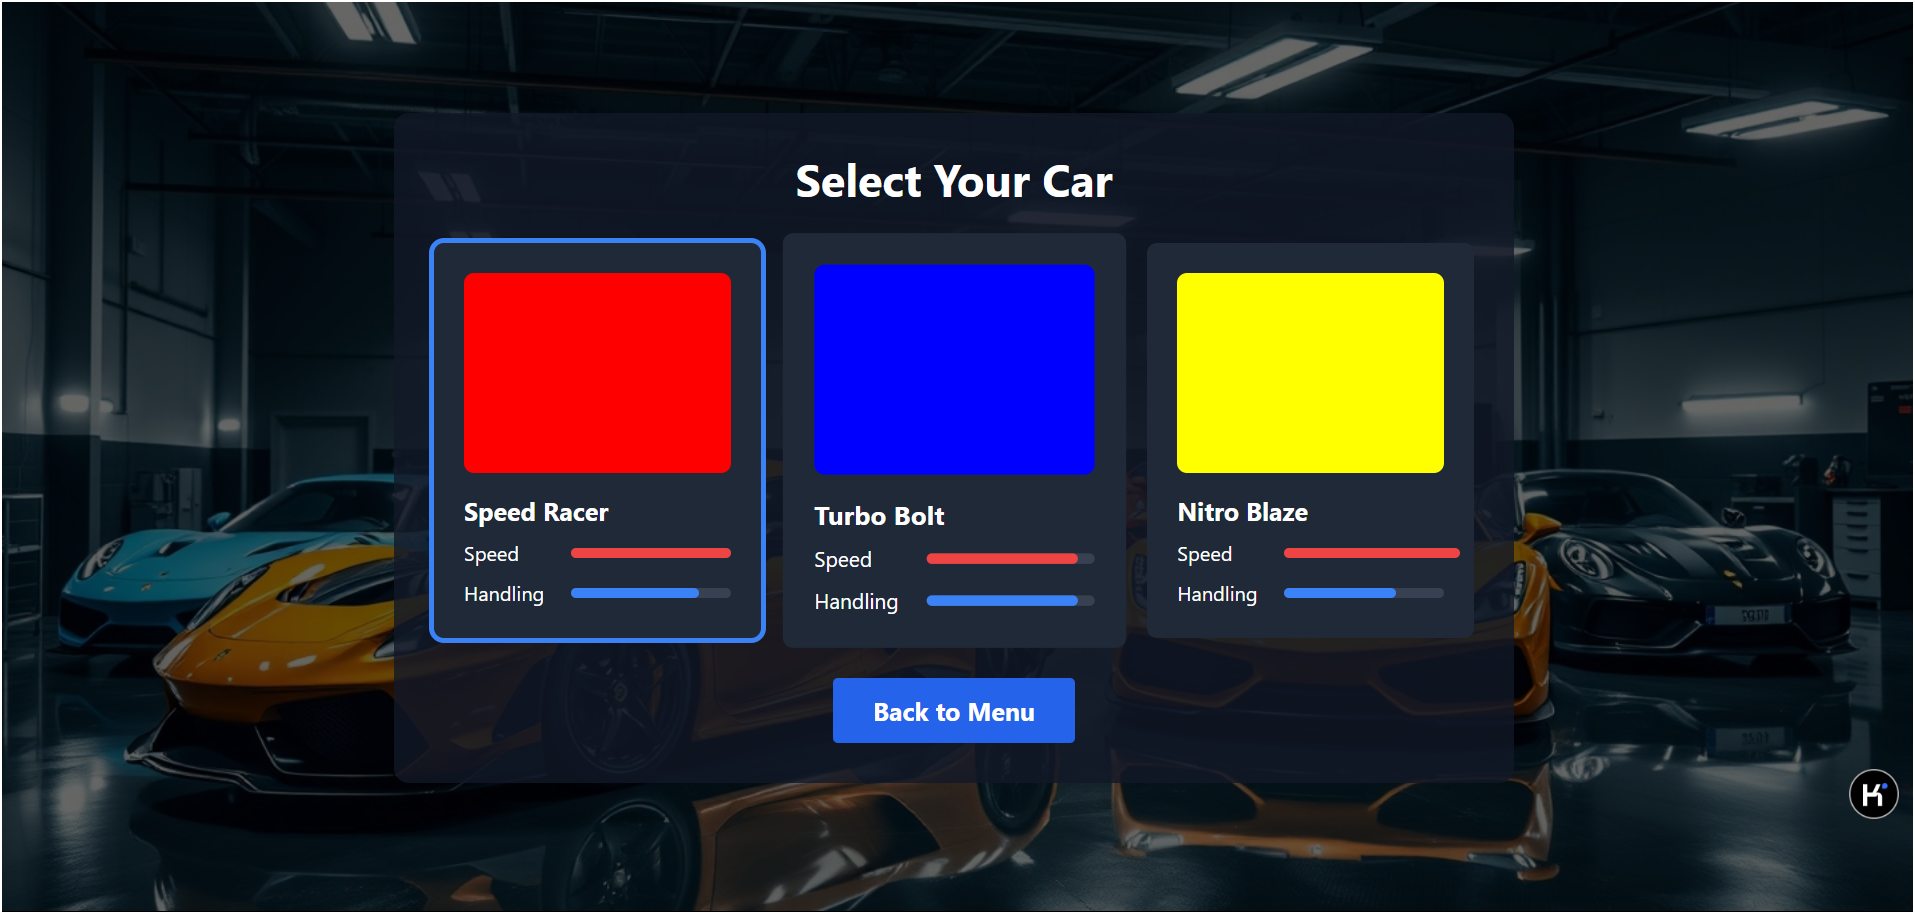 Select Your Car
Speed Racer
Speed
Handling
Turbo Bolt
Speed
Handling
Nitro Blaze
Speed
Handling
Back to Menu
K